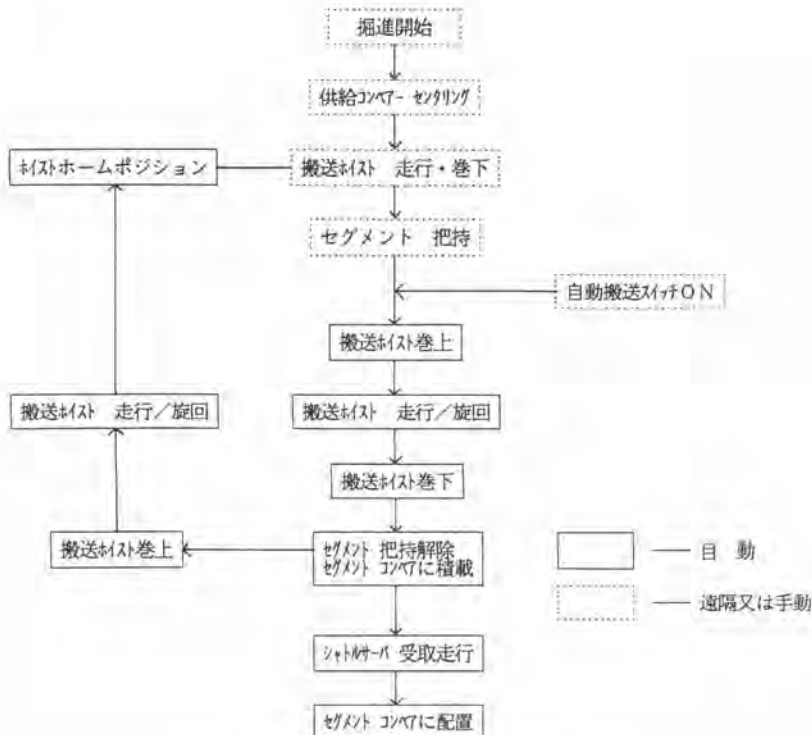 掘進開始
供給ｺﾝﾍﾞｱｰ ｾﾝﾀﾘﾝｸﾞ
ﾎｲｽﾄホームポジション
搬送ﾎｲｽﾄ 走行・巻下
セグメント 把持
自動搬送ｽｲｯﾁＯＮ
搬送ﾎｲｽﾄ巻上
搬送ﾎｲｽﾄ 走行／旋回
搬送ﾎｲｽﾄ 走行／旋回
搬送ﾎｲｽﾄ巻下
搬送ﾎｲｽﾄ巻上
ｾｸﾞﾒﾝﾄ 把持解除
ｾｸﾞﾒﾝﾄ ｺﾝﾍﾞｱに積載
自 動
遠隔又は手動
ｼｬﾄﾙｻｰﾊﾞ 受取走行
ｾｸﾞﾒﾝﾄ ｺﾝﾍﾞｱに配置